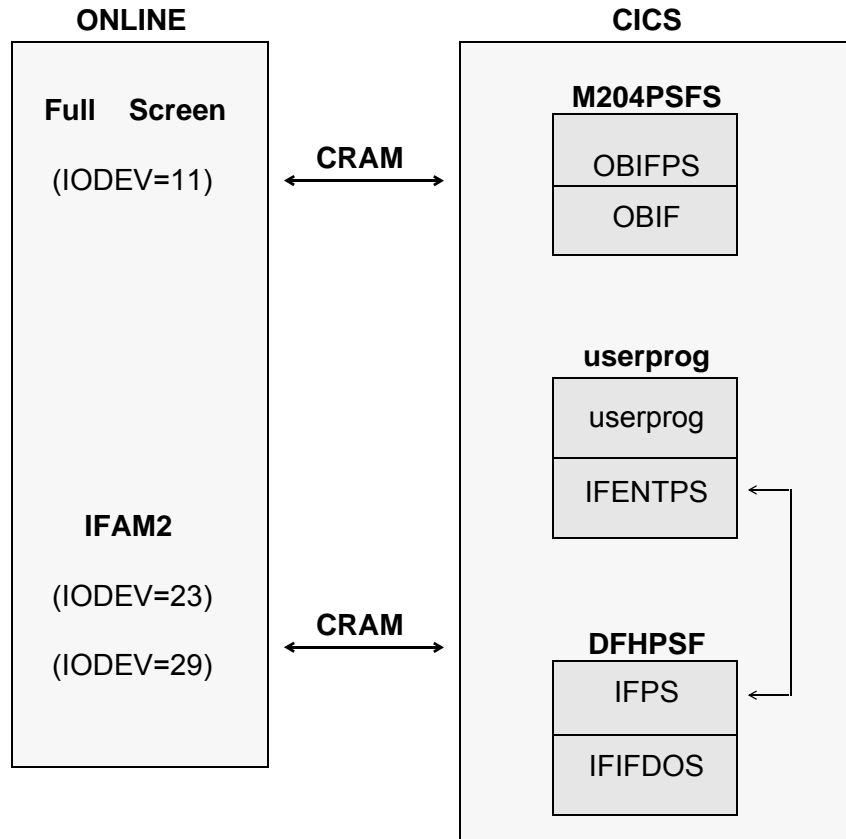 ONLINE
Full Screen
(IODEV=11)
CRAM
IFAM2
(IODEV=23)
(IODEV=29)
CRAM
CICS
M204PSFS
OBIFPS
OBIF
userprog
userprog
IFENTPS
DFHPSF
IFPS
IFIFDOS